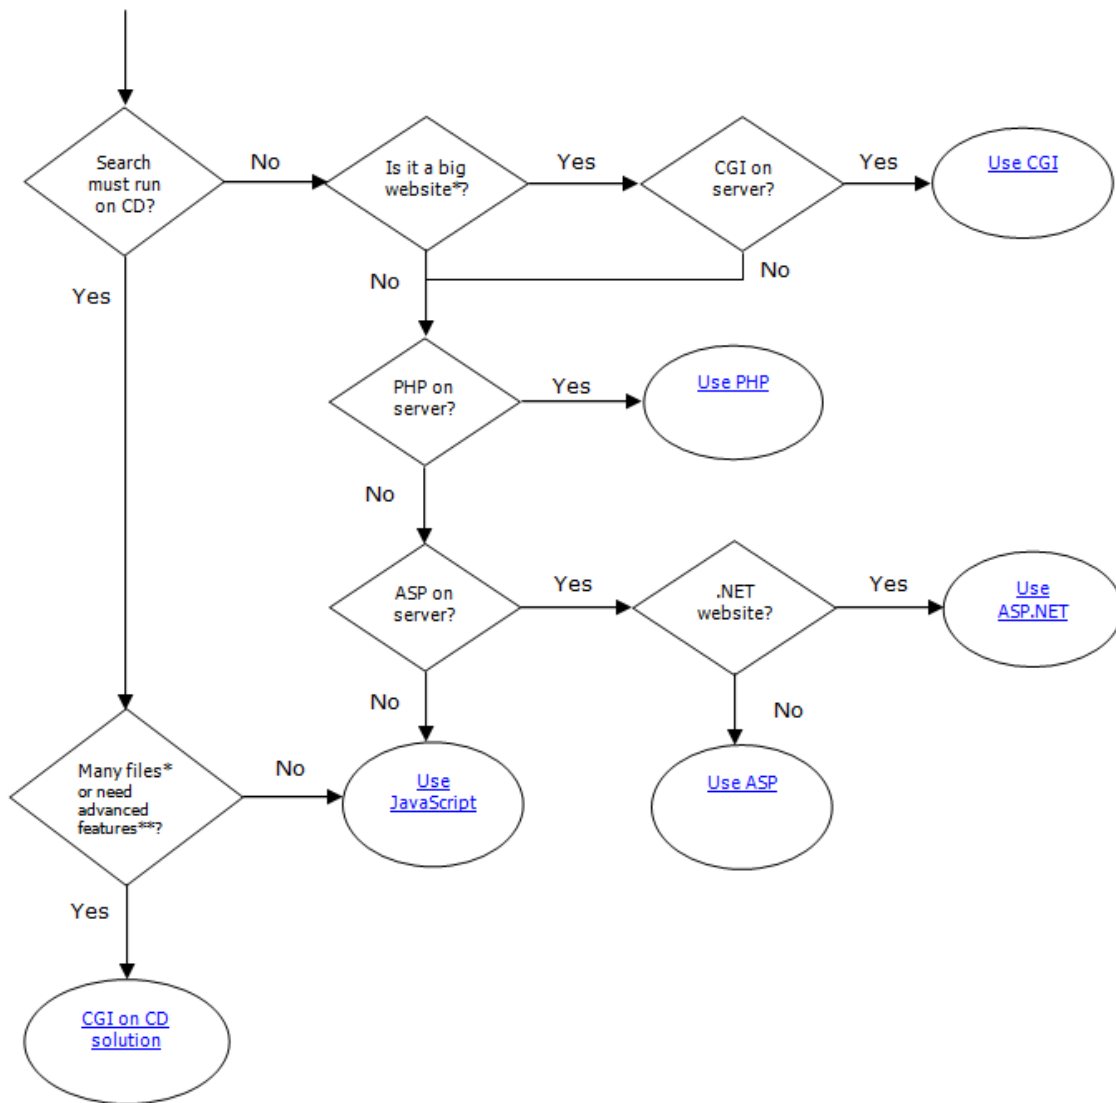 Search
must run
on CD?
No
Is it a big
website*?
Yes
CGI on
server?
Yes
Use CGI
Yes
No
No
PHP on
server?
Yes
Use PHP
No
ASP on
server?
Yes
.NET
website?
Yes
Use
ASP.NET
No
No
Many files*
or need
advanced
features**?
No
Use
JavaScript
Use ASP
Yes
CGI on CD
solution